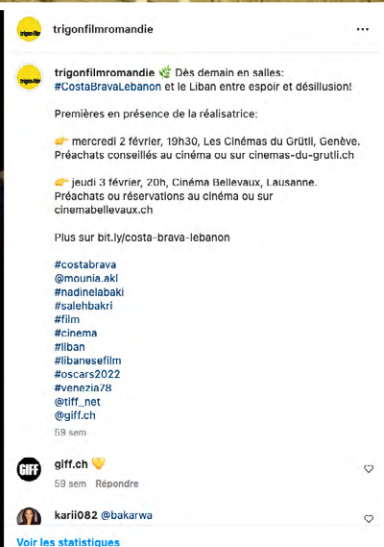 trigonfilmromandie
trigonfilmromandie 🌿 Dès demain en salles:
#CostaBravaLebanon et le Liban entre espoir et désillusion!
Premières en présence de la réalisatrice:
👉 mercredi 2 février, 19h30, Les Cinémas du Grütli, Genève.
Préachats conseillés au cinéma ou sur cinemas-du-grutli.ch
👉 jeudi 3 février, 20h, Cinéma Bellevaux, Lausanne.
Préachats ou réservations au cinéma ou sur
cinemabellevaux.ch
Plus sur bit.ly/costa-brava-lebanon
#costabrava
@mounia.akl
#nadinelabaki
#salehbakri
#film
#cinema
#liban
#libanesefilm
#oscars2022
#venezia78
@tiff_net
@giff.ch
59 sem
GIFF
giff.ch 💛
59 sem Répondre
karii082 @bakarwa
Voir les statistiques